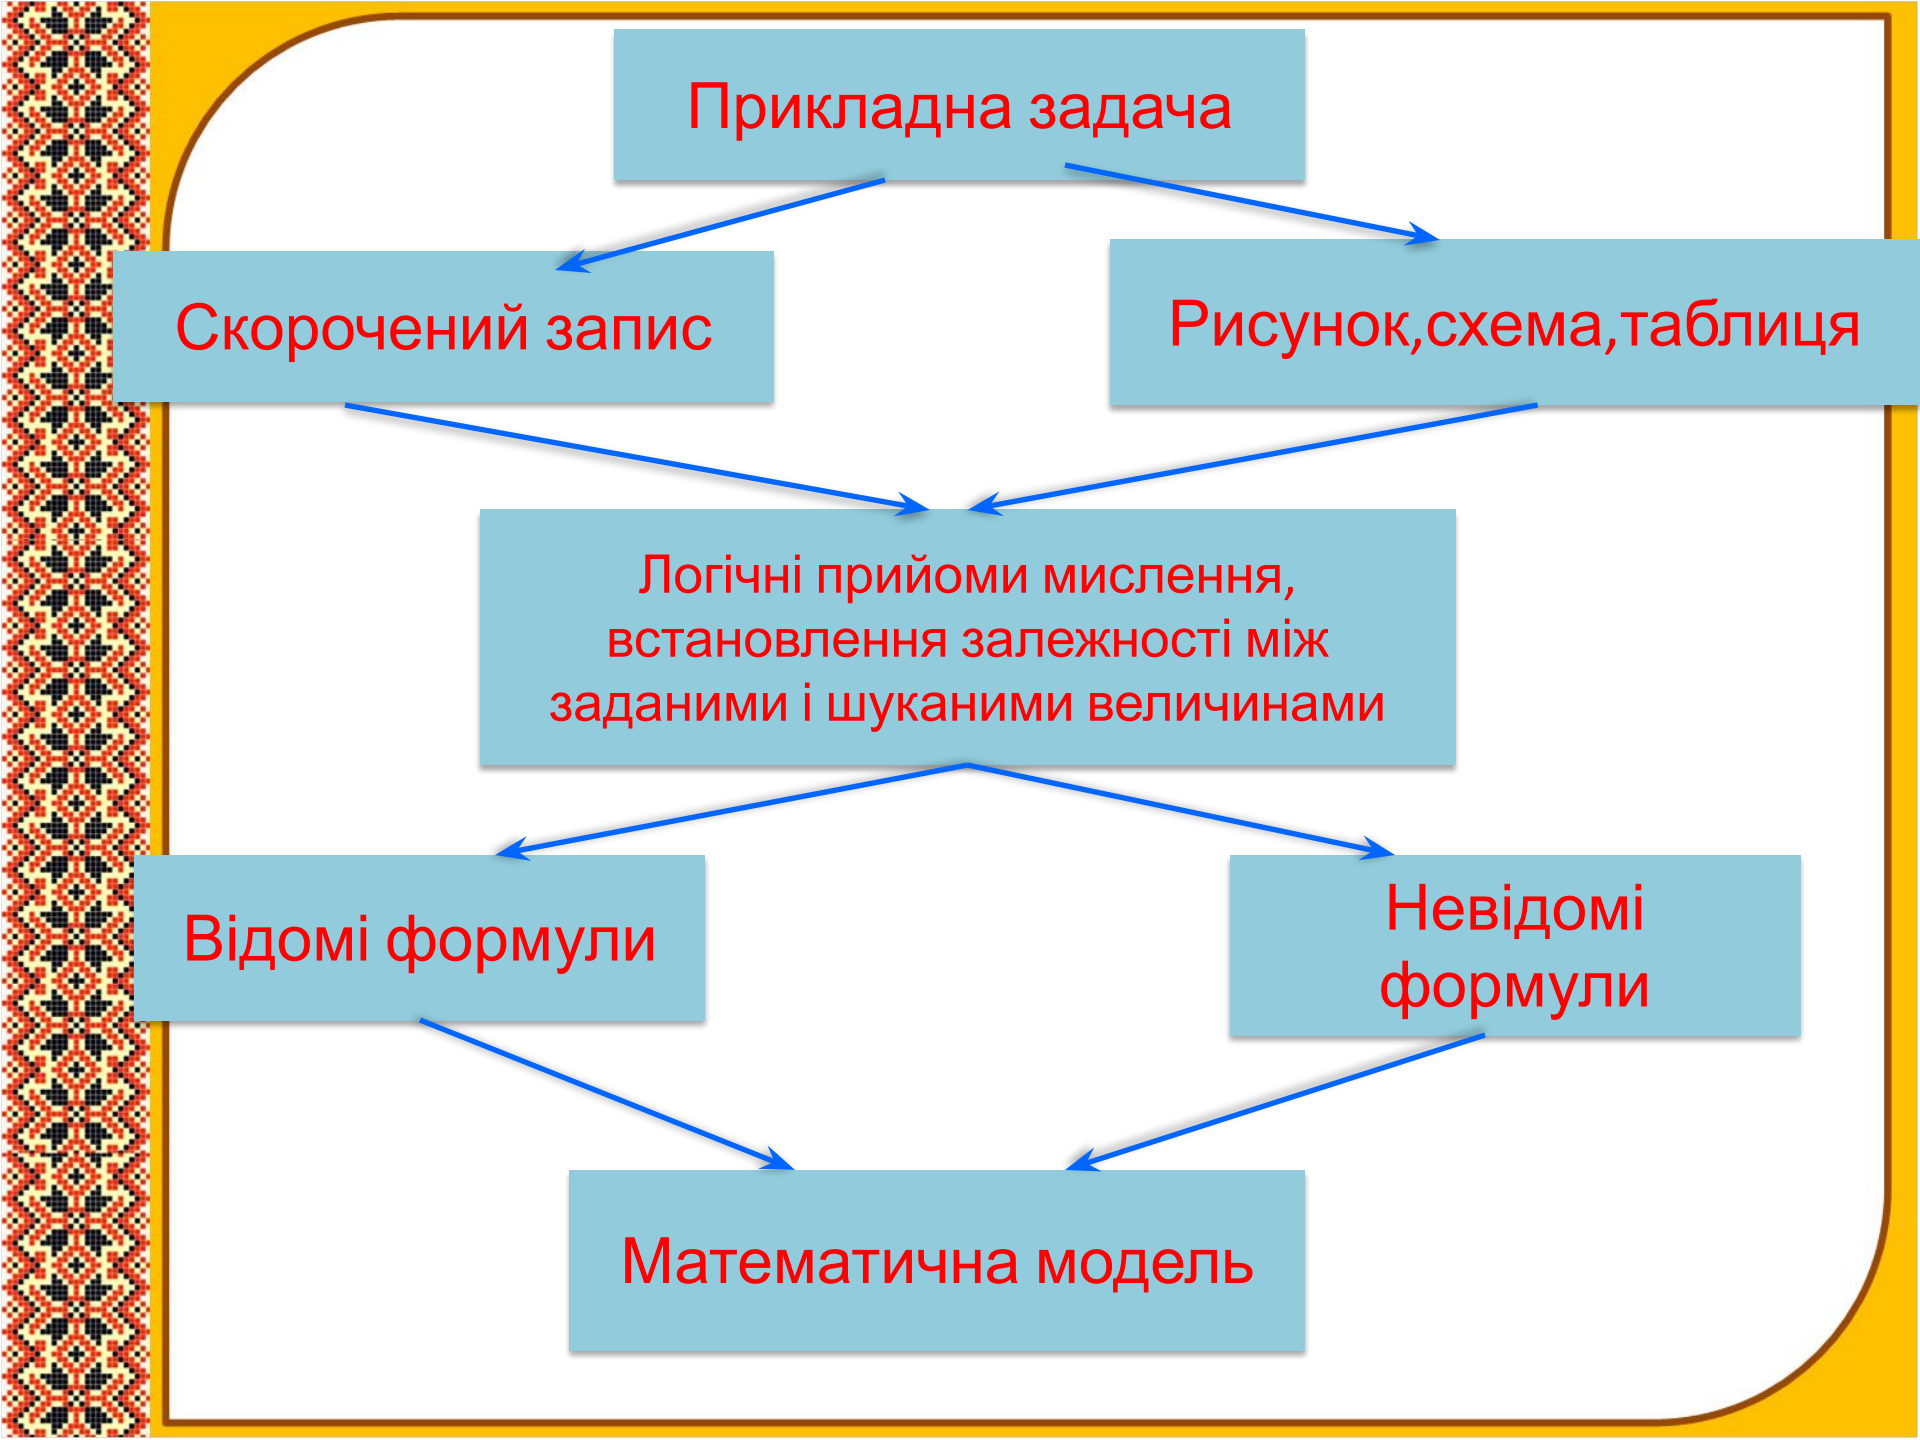 Прикладна задача
Скорочений запис
Рисунок,схема,таблиця
Логічні прийоми мислення,
встановлення залежності між
заданими і шуканими величинами
Відомі формули
Невідомі
формули
Математична модель